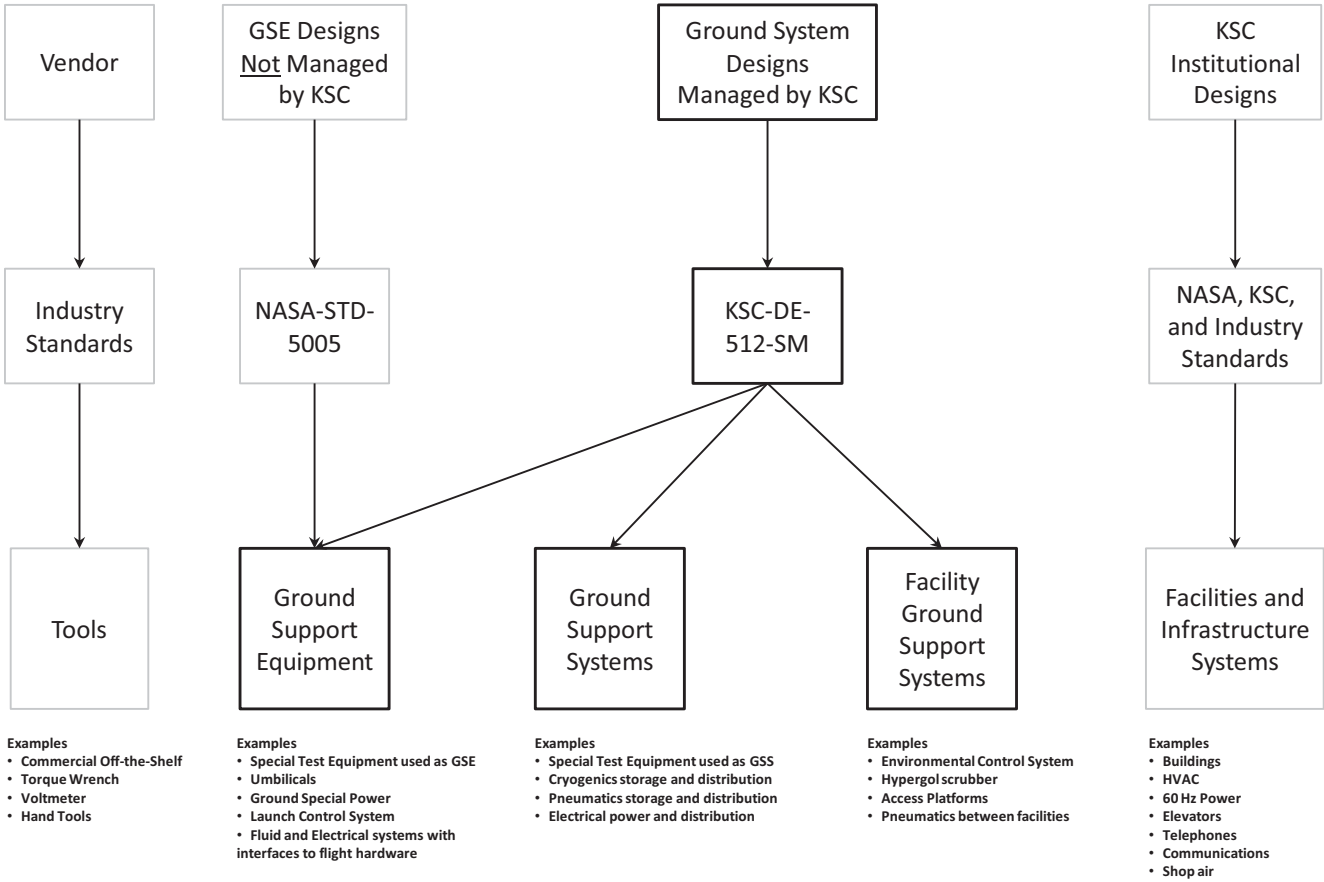 Vendor
GSE Designs
Not Managed
by KSC
Ground System
Designs
Managed by KSC
KSC
Institutional
Designs
Industry
Standards
NASA-STD-
5005
KSC-DE-
512-SM
NASA, KSC,
and Industry
Standards
Tools
Ground
Support
Equipment
Ground
Support
Systems
Facility
Ground
Support
Systems
Facilities and
Infrastructure
Systems
Examples
• Commercial Off-the-Shelf
• Torque Wrench
• Voltmeter
• Hand Tools
Examples
• Special Test Equipment used as GSE
• Umbilicals
• Ground Special Power
• Launch Control System
• Fluid and Electrical systems with
interfaces to flight hardware
Examples
• Special Test Equipment used as GSS
• Cryogenics storage and distribution
• Pneumatics storage and distribution
• Electrical power and distribution
Examples
• Environmental Control System
• Hypergol scrubber
• Access Platforms
• Pneumatics between facilities
Examples
• Buildings
• HVAC
• 60 Hz Power
• Elevators
• Telephones
• Communications
• Shop air